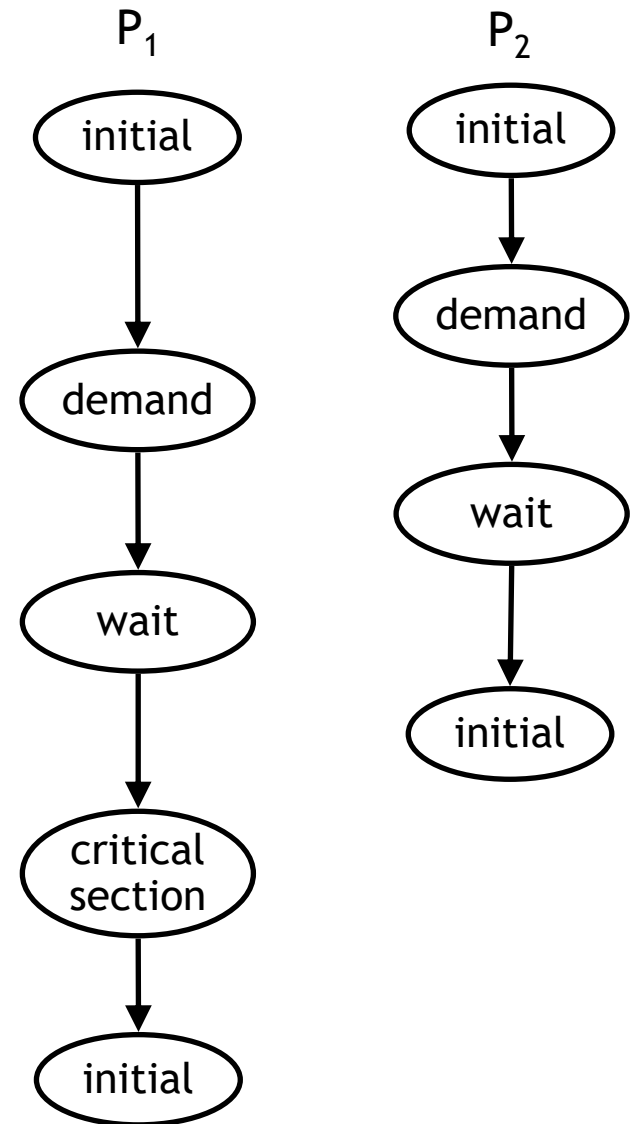 P₁
initial
demand
wait
critical
section
initial
P₂
initial
demand
wait
initial